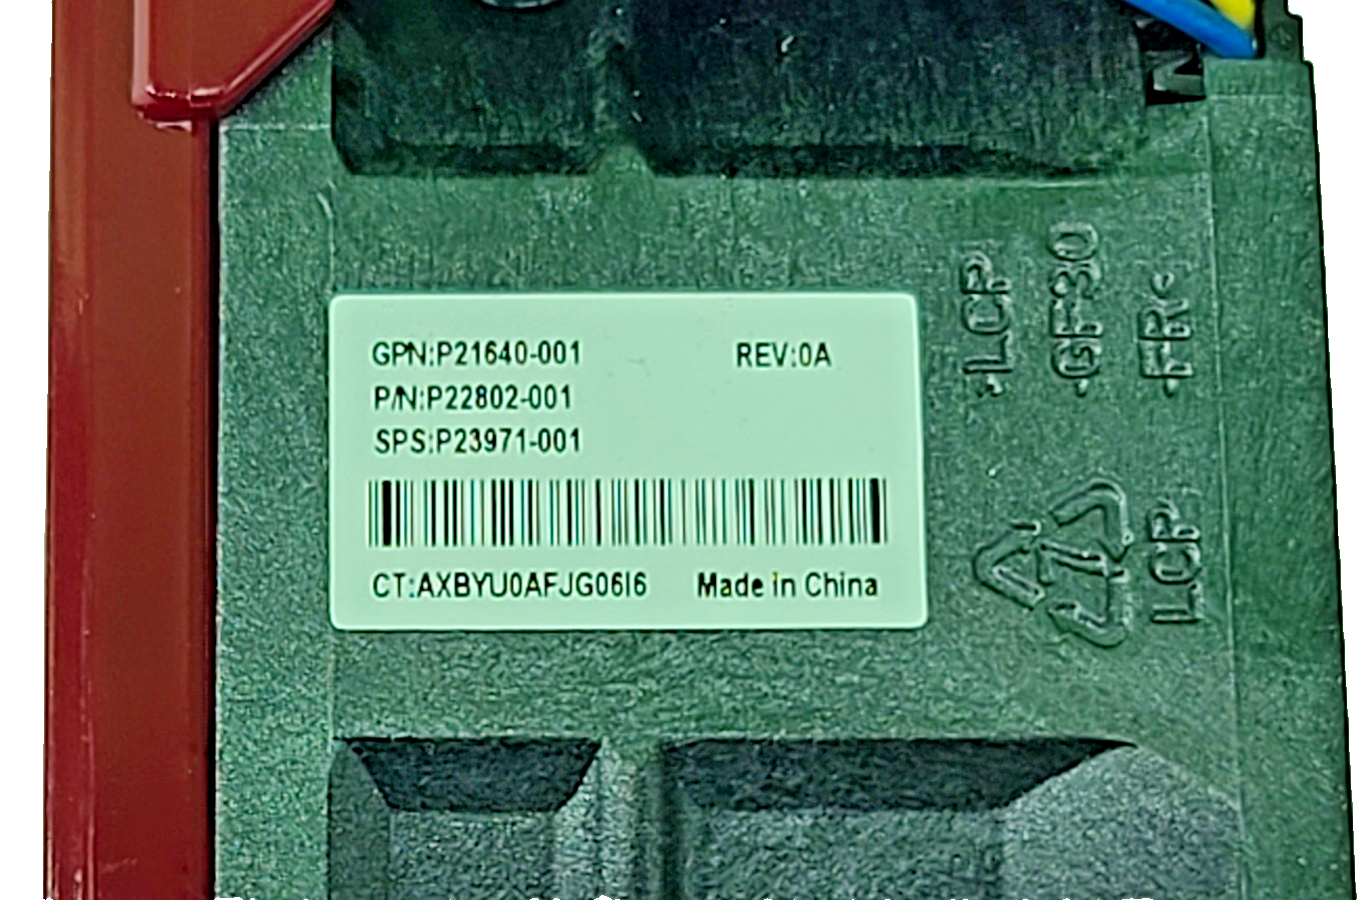 GPN:P21640-001 REV:0A
P/N:P22802-001
SPS:P23971-001
CT:AXBYU0AFJG06I6 Made in China
>LCP
GF30
FR<
7
LCP